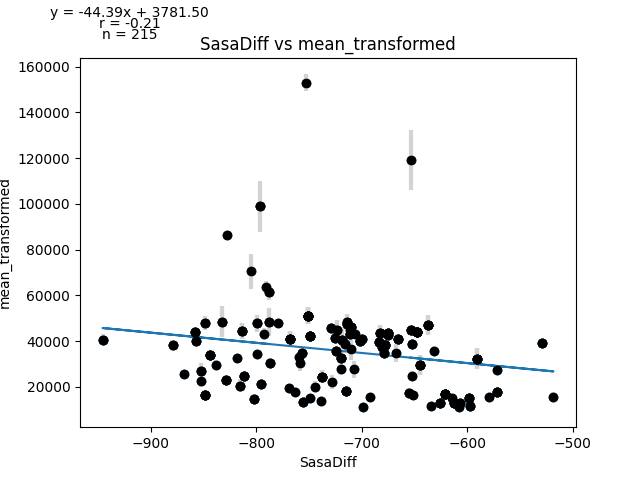 y = -44.39x + 3781.50
r = -0.21
n = 215
SasaDiff vs mean_transformed
mean_transformed
160000
140000
120000
100000
80000
60000
40000
20000
−900
−800
−700
−600
−500
SasaDiff